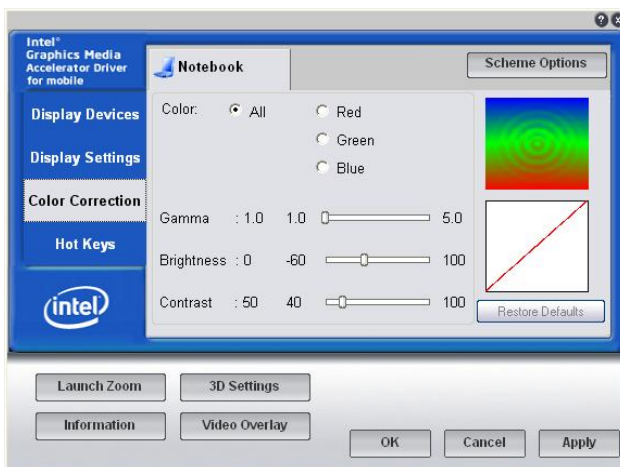 Intel®
Graphics Media
Accelerator Driver
for mobile
Notebook
Scheme Options
Display Devices
Display Settings
Color Correction
Hot Keys
intel
Color: All Red
Green
Blue
Gamma : 1.0 1.0 5.0
Brightness : 0 -60 100
Contrast : 50 40 100
Restore Defaults
Launch Zoom 3D Settings
Information Video Overlay
OK Cancel Apply